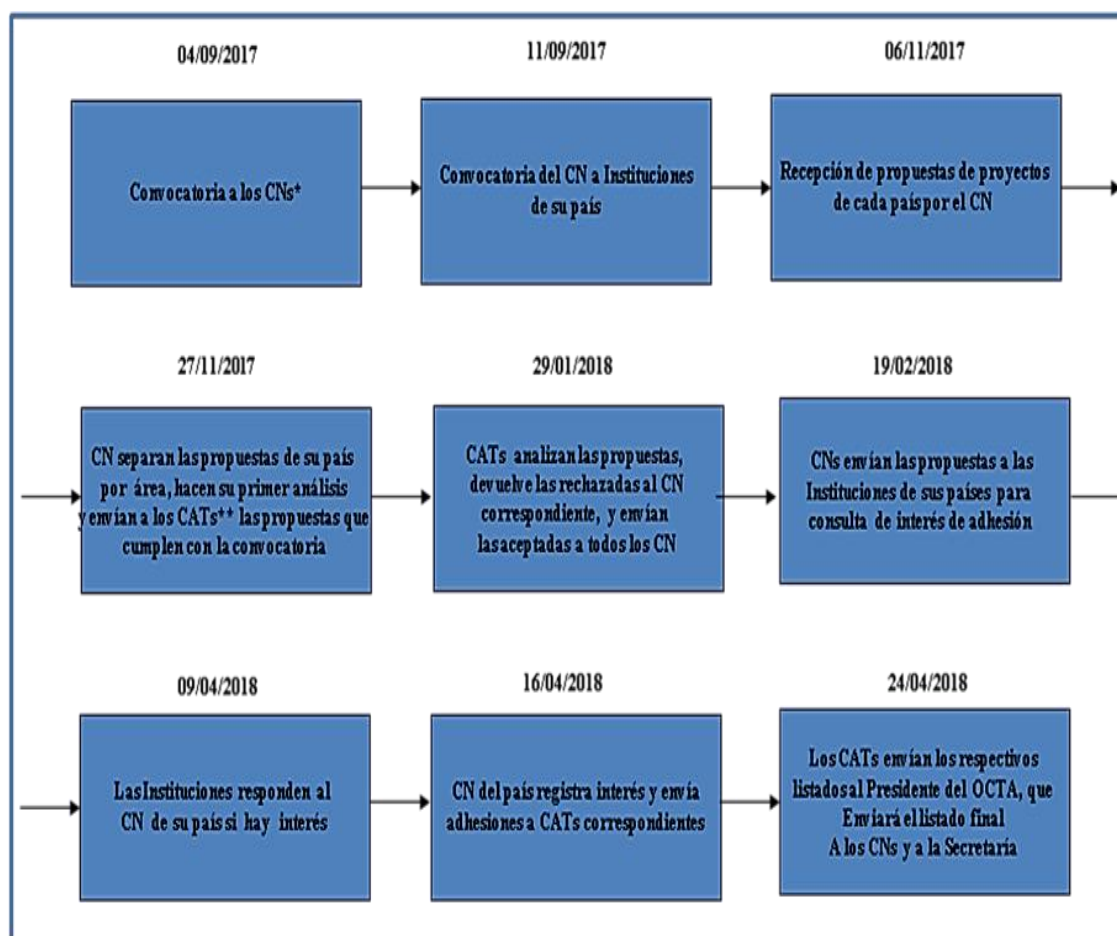 04/09/2017
Convocatoria a los CNs*
11/09/2017
Convocatoria del CN a Instituciones
de su país
06/11/2017
Recepción de propuestas de proyectos
de cada país por el CN
27/11/2017
CN separan las propuestas de su país
por área, hacen su primer análisis
y envían a los CATs** las propuestas que
cumplen con la convocatoria
29/01/2018
CATs analizan las propuestas,
devuelve las rechazadas al CN
correspondiente, y envían
las aceptadas a todos los CN
19/02/2018
CNs envían las propuestas a las
Instituciones de sus países para
consulta de interés de adhesión
09/04/2018
Las Instituciones responden al
CN de su país si hay interés
16/04/2018
CN del país registra interés y envía
adhesiones a CATs correspondientes
24/04/2018
Los CATs envían los respectivos
listados al Presidente del OCTA, que
Enviará el listado final
A los CNs y a la Secretaría